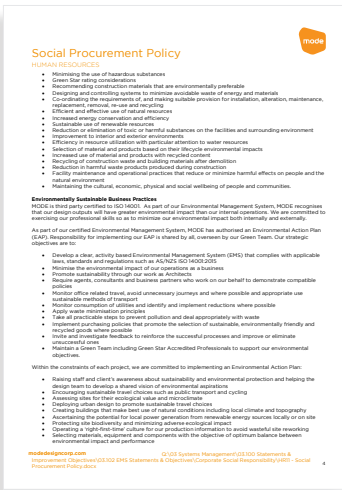 mode
Social Procurement Policy
HUMAN RESOURCES
• Minimising the use of hazardous substances
• Green Star rating considerations
• Recommending construction materials that are environmentally preferable
• Designing and controlling systems to minimize avoidable waste of energy and materials
• Co-ordinating the requirements of, and making suitable provision for installation, alteration, maintenance,
replacement, removal, re-use and recycling
• Efficient and effective use of natural resources
• Increased energy conservation and efficiency
• Sustainable use of renewable resources
• Reduction or elimination of toxic or harmful substances on the facilities and surrounding environment
• Improvement to interior and exterior environments
• Efficiency in resource utilization with particular attention to water resources
• Selection of material and product based on their lifecycle environmental impacts
• Increased use of material and products with recycled content
• Recycling of construction waste and building materials after demolition
• Reduction in harmful waste products produced during construction
• Facility maintenance and operational practices that reduce or minimize harmful effects on people and the
natural environment
• Maintaining the cultural, economic, physical and social wellbeing of people and communities.
Environmentally Sustainable Business Practices
MODE is third party certified to ISO 14001. As part of our Environmental Management System, MODE recognises
that our design outputs will have greater environmental impact than our internal operations. We are committed to
exercising our professional skills so as to minimise our environmental impact both internally and externally.
As part of our certified Environmental Management System, MODE has authorised an Environmental Action Plan
(EAP). Responsibility for implementing our EAP is shared by all, overseen by our Green Team. Our strategic
objectives are to:
• Develop a clear, activity based Environmental Management System (EMS) that complies with applicable
laws, standards and regulations such as AS/NZS ISO 14001:2015
• Minimise the environmental impact of our operations as a business
• Promote sustainability through our work as Architects
• Require agents, consultants and business partners who work on our behalf to demonstrate compatible
policies
• Monitor office related travel, avoid unnecessary journeys and where possible and appropriate use
sustainable methods of transport
• Monitor consumption of utilities and identify and implement reductions where possible
• Apply waste minimisation principles
• Take all practicable steps to prevent pollution and deal appropriately with waste
• Implement purchasing policies that promote the selection of sustainable, environmentally friendly and
recycled goods where possible
• Invite and investigate feedback to reinforce the successful processes and improve or eliminate
unsuccessful ones
• Maintain a Green Team including Green Star Accredited Professionals to support our environmental
objectives.
Within the constraints of each project, we are committed to implementing an Environmental Action Plan:
• Raising staff and client's awareness about sustainability and environmental protection and helping the
design team to develop a shared vision of environmental aspirations
• Encouraging sustainable travel choices such as public transport and cycling
• Assessing sites for their ecological value and microclimate
• Deploying urban design to promote sustainable travel choices
• Creating buildings that make best use of natural conditions including local climate and topography
• Ascertaining the potential for local power generation from renewable energy sources locally or on site
• Protecting site biodiversity and minimizing adverse ecological impact
• Operating a 'right-first-time' culture for our production information to avoid wasteful site reworking
• Selecting materials, equipment and components with the objective of optimum balance between
environmental impact and performance
modedesigncorp.com
Q:\03 Systems Management\03.100 Statements &
Improvement Objectives\03.102 EMS Statements & Objectives\Corporate Social Responsibility\HR11 - Social
Procurement Policy.docx
4